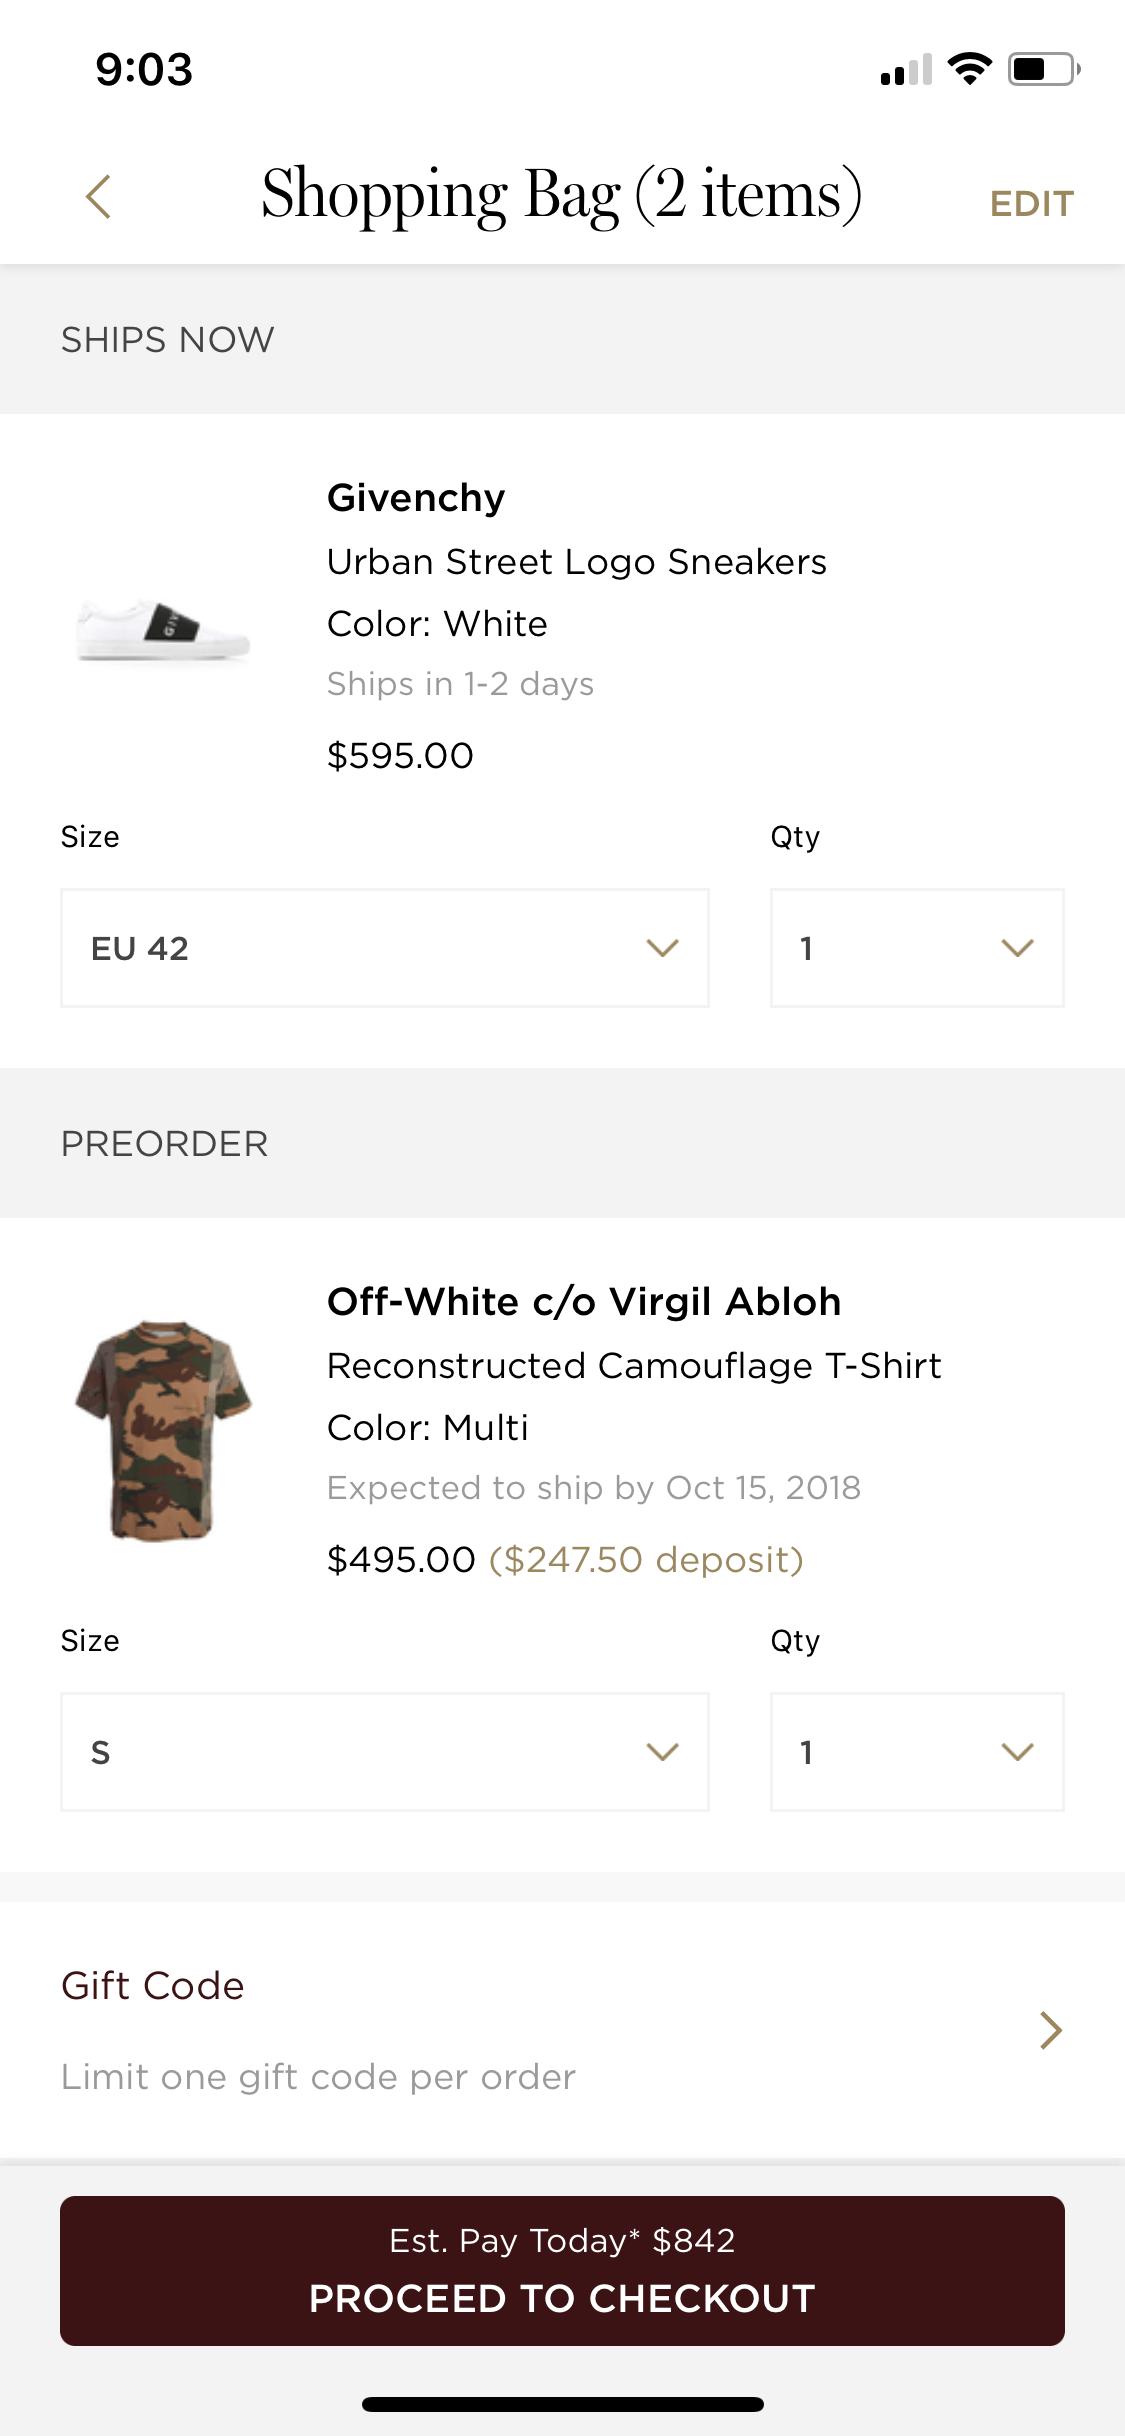 9:03
Shopping Bag (2 items)
EDIT
SHIPS NOW
Givenchy
Urban Street Logo Sneakers
Color: White
Ships in 1-2 days
$595.00
Size
Qty
EU 42
1
PREORDER
Off-White c/o Virgil Abloh
Reconstructed Camouflage T-Shirt
Color: Multi
Expected to ship by Oct 15, 2018
$495.00 ($247.50 deposit)
Size
Qty
S
1
Gift Code
Limit one gift code per order
Est. Pay Today* $842
PROCEED TO CHECKOUT